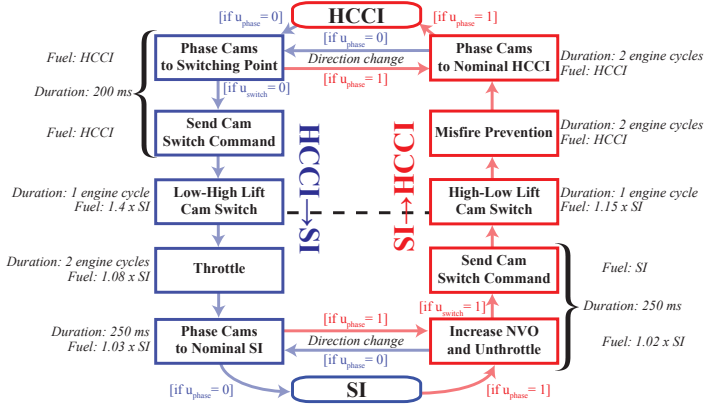 HCCI
[if u_phase = 0]
[if u_phase = 1]
Fuel: HCCI
Phase Cams
to Switching Point
[if u_phase = 0]
Direction change
[if u_phase = 1]
Phase Cams
to Nominal HCCI
Duration: 2 engine cycles
Fuel: HCCI
Duration: 200 ms
[if u_switch = 0]
Fuel: HCCI
Send Cam
Switch Command
Misfire Prevention
Duration: 2 engine cycles
Fuel: HCCI
HCCI→SI
SI→HCCI
Duration: 1 engine cycle
Fuel: 1.4 x SI
Low-High Lift
Cam Switch
High-Low Lift
Cam Switch
Duration: 1 engine cycle
Fuel: 1.15 x SI
Duration: 2 engine cycles
Fuel: 1.08 x SI
Throttle
Send Cam
Switch Command
Fuel: SI
Duration: 250 ms
[if u_switch = 1]
Duration: 250 ms
Fuel: 1.03 x SI
Phase Cams
to Nominal SI
[if u_phase = 1]
Direction change
[if u_phase = 0]
Increase NVO
and Unthrottle
Fuel: 1.02 x SI
[if u_phase = 0]
SI
[if u_phase = 1]